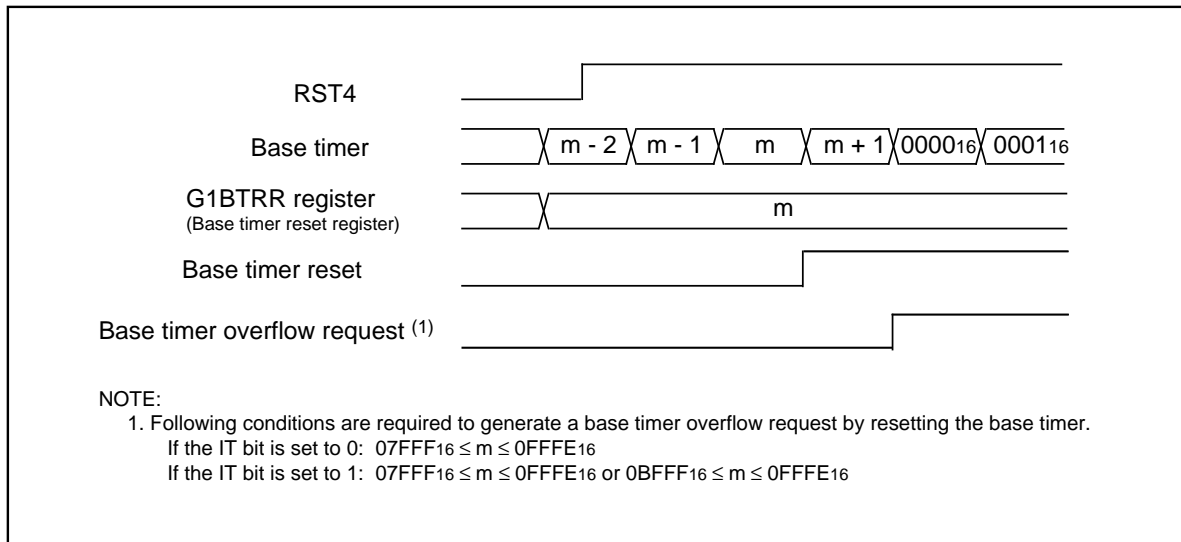 RST4
Base timer
m - 2 m - 1 m m + 1 0000₁₆ 0001₁₆
G1BTRR register
(Base timer reset register)
m
Base timer reset
Base timer overflow request (1)
NOTE:
1. Following conditions are required to generate a base timer overflow request by resetting the base timer.
If the IT bit is set to 0: 07FFF₁₆ ≤ m ≤ 0FFFE₁₆
If the IT bit is set to 1: 07FFF₁₆ ≤ m ≤ 0FFFE₁₆ or 0BFFF₁₆ ≤ m ≤ 0FFFE₁₆